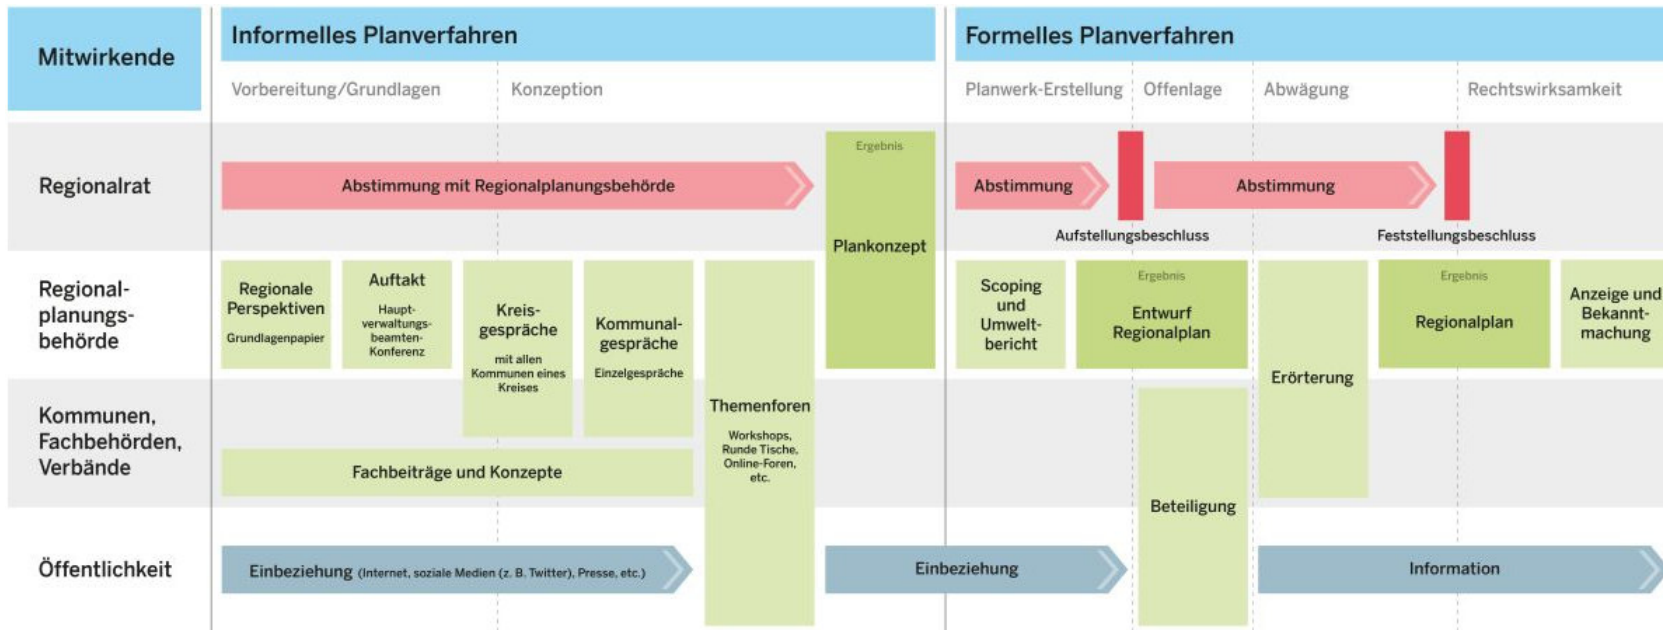 Mitwirkende
Informelles Planverfahren
Formelles Planverfahren
Vorbereitung/Grundlagen
Konzeption
Planwerk-Erstellung
Offenlage
Abwägung
Rechtswirksamkeit
Regionalrat
Abstimmung mit Regionalplanungsbehörde
Ergebnis
Plankonzept
Abstimmung
Aufstellungsbeschluss
Abstimmung
Feststellungsbeschluss
Regional-
planungs-
behörde
Regionale
Perspektiven
Grundlagenpapier
Auftakt
Haupt-
verwaltungs-
beamten-
Konferenz
Kreis-
gespräche
mit allen
Kommunen eines
Kreises
Kommunal-
gespräche
Einzelgespräche
Themenforen
Workshops,
Runde Tische,
Online-Foren,
etc.
Scoping
und
Umwelt-
bericht
Ergebnis
Entwurf
Regionalplan
Erörterung
Ergebnis
Regionalplan
Anzeige und
Bekannt-
machung
Kommunen,
Fachbehörden,
Verbände
Fachbeiträge und Konzepte
Beteiligung
Öffentlichkeit
Einbeziehung (Internet, soziale Medien (z. B. Twitter), Presse, etc.)
Einbeziehung
Information